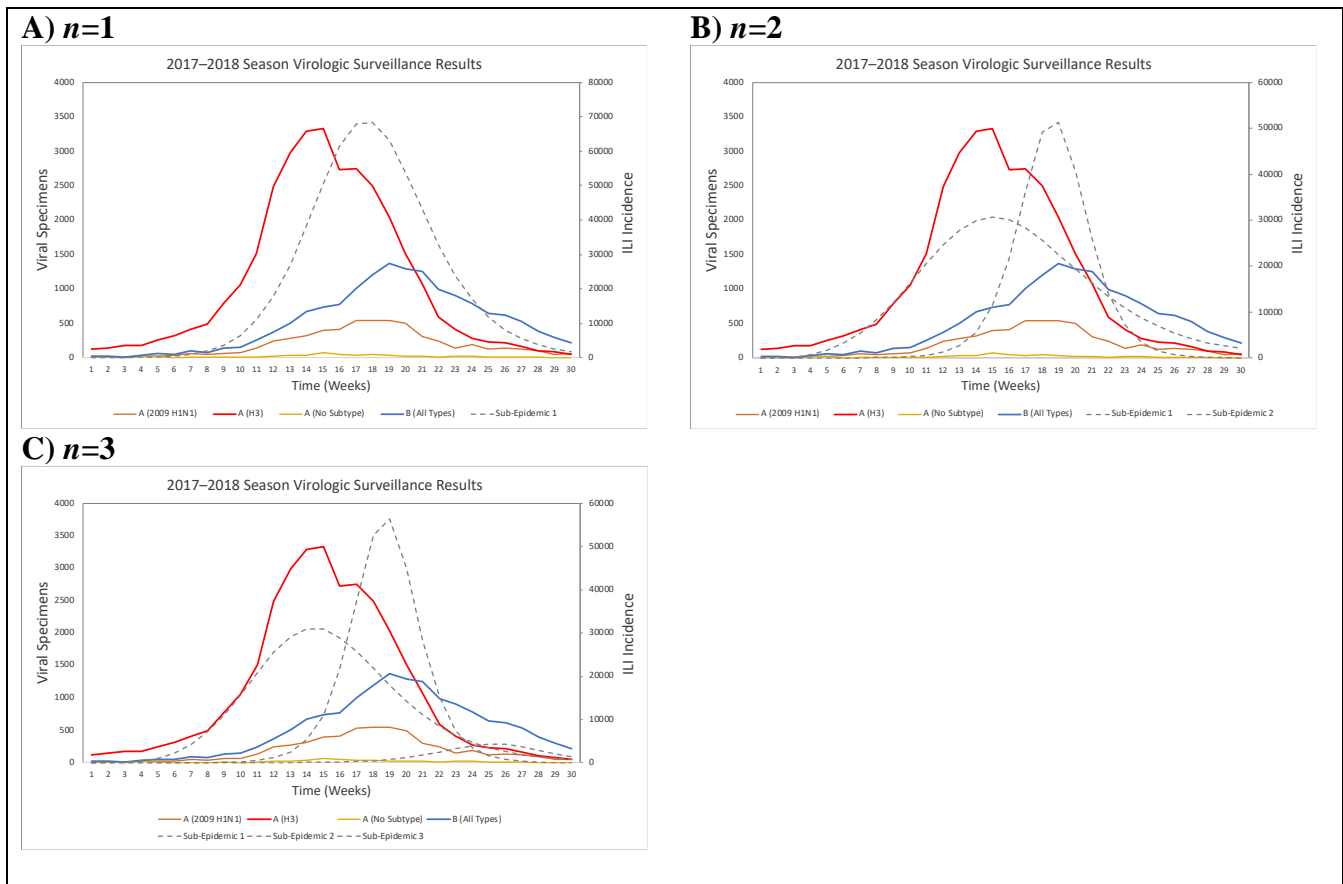 A) n=1
2017–2018 Season Virologic Surveillance Results
4000
3500
3000
2500
2000
1500
1000
500
0
Viral Specimens
80000
70000
60000
50000
40000
30000
20000
10000
0
ILI Incidence
1 2 3 4 5 6 7 8 9 10 11 12 13 14 15 16 17 18 19 20 21 22 23 24 25 26 27 28 29 30
Time (Weeks)
A (2009 H1N1) A (H3) A (No Subtype) B (All Types) Sub-Epidemic 1
B) n=2
2017–2018 Season Virologic Surveillance Results
4000
3500
3000
2500
2000
1500
1000
500
0
Viral Specimens
60000
50000
40000
30000
20000
10000
0
ILI Incidence
1 2 3 4 5 6 7 8 9 10 11 12 13 14 15 16 17 18 19 20 21 22 23 24 25 26 27 28 29 30
Time (Weeks)
A (2009 H1N1) A (H3) A (No Subtype) B (All Types) Sub-Epidemic 1 Sub-Epidemic 2
C) n=3
2017–2018 Season Virologic Surveillance Results
4000
3500
3000
2500
2000
1500
1000
500
0
Viral Specimens
60000
50000
40000
30000
20000
10000
0
ILI Incidence
1 2 3 4 5 6 7 8 9 10 11 12 13 14 15 16 17 18 19 20 21 22 23 24 25 26 27 28 29 30
Time (Weeks)
A (2009 H1N1) A (H3) A (No Subtype) B (All Types)
Sub-Epidemic 1 Sub-Epidemic 2 Sub-Epidemic 3